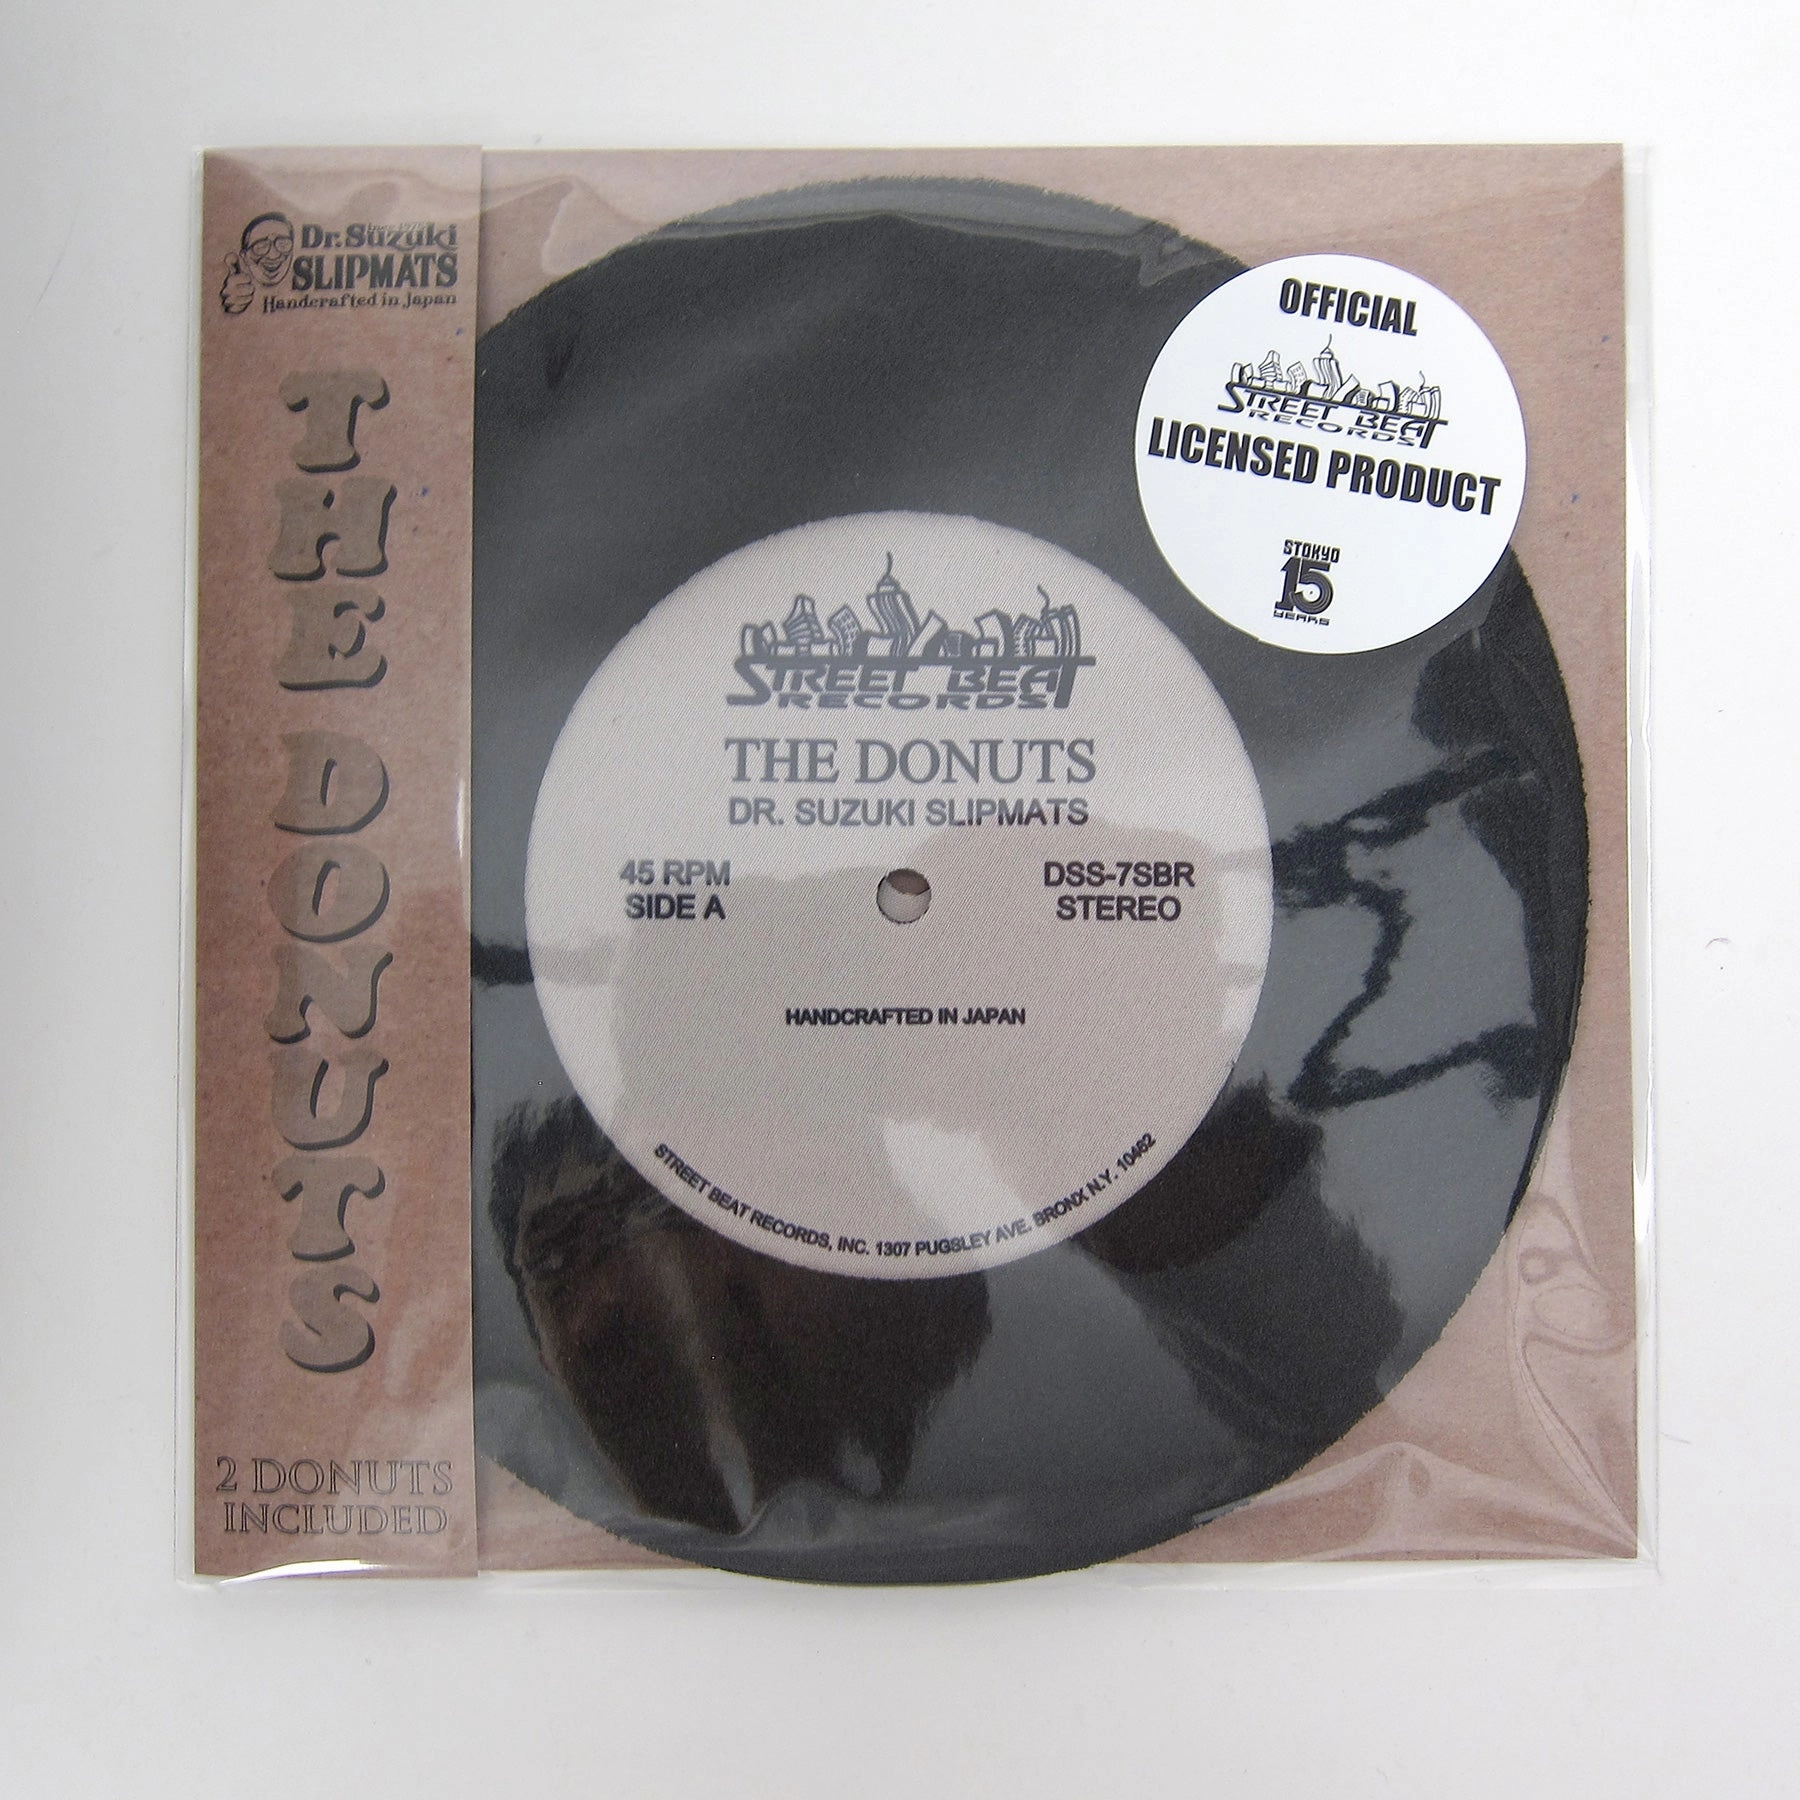 Since 1972
Dr. Suzuki
SLIPMATS
Handcrafted in Japan
THE DONUTS
2 DONUTS
INCLUDED
OFFICIAL
STREET BEAT
RECORDS
LICENSED PRODUCT
STOKYO
15
YEARS
STREET BEAT
RECORDS
THE DONUTS
DR. SUZUKI SLIPMATS
45 RPM
SIDE A
DSS-7SBR
STEREO
HANDCRAFTED IN JAPAN
STREET BEAT RECORDS, INC. 1307 PUGSLEY AVE. BRONX N.Y. 10462